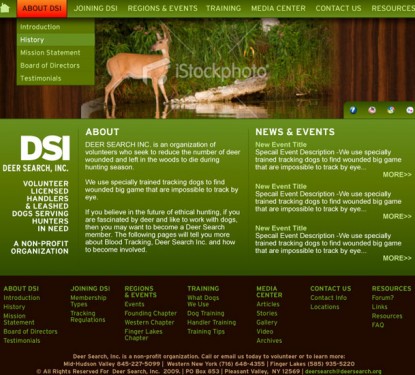 ABOUT DSI JOINING DSI REGIONS & EVENTS TRAINING MEDIA CENTER CONTACT US RESOURCES
Introduction
History
Mission Statement
Board of Directors
Testimonials
iStockphoto
DSI
DEER SEARCH, INC.
VOLUNTEER
LICENSED
HANDLERS
& LEASHED
DOGS SERVING
HUNTERS
IN NEED
A NON-PROFIT
ORGANIZATION
ABOUT
DEER SEARCH INC. is an organization of
volunteers who seek to reduce the number of deer
wounded and left in the woods to die during
hunting season.
We use specially trained tracking dogs to find
wounded big game that are impossible to track by
eye.
If you believe in the future of ethical hunting, if you
are fascinated by deer and like to work with dogs,
then you may want to become a Deer Search
member. The following pages will tell you more
about Blood Tracking, Deer Search Inc. and how
to become involved.
NEWS & EVENTS
New Event Title
Specail Event Description -We use specially
trained tracking dogs to find wounded big game
that are impossible to track by eye...
MORE>>
New Event Title
Specail Event Description -We use specially
trained tracking dogs to find wounded big game
that are impossible to track by eye...
MORE>>
New Event Title
Specail Event Description -We use specially
trained tracking dogs to find wounded big game
that are impossible to track by eye...
MORE>>
ABOUT DSI
Introduction
History
Mission
Statement
Board of Directors
Testimonials
JOINING DSI
Membership
Types
Tracking
Regulations
REGIONS
& EVENTS
Events
Founding Chapter
Western Chapter
Finger Lakes
Chapter
TRAINING
What Dogs
We Use
Dog Training
Handler Training
Training Tips
MEDIA
CENTER
Articles
Stories
Gallery
Video
Archives
CONTACT US
Contact Info
Locations
RESOURCES
Forum?
Links
Resources
FAQ
Deer Search, Inc. is a non-profit organization. Call or email us today to volunteer or to learn more:
Mid-Hudson Valley 845-227-5099 | Western New York (716) 648-4355 | Finger Lakes (585) 935-5220
© All Rights Reserved For Deer Search, Inc. 2009. | PO Box 853 | Pleasant Valley, NY 12569 | deersearch@deersearch.org